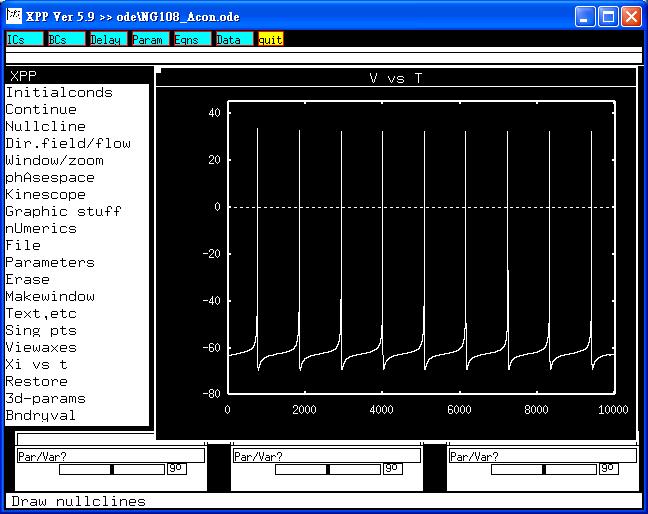 XPP Ver 5.9 >> ode\NG108_Acon.ode
ICs BCs Delay Param Eqns Data quit
XPP
Initialconds
Continue
Nullcline
Dir.field/flow
Window/zoom
phAsespace
Kinescope
Graphic stuff
nUmerics
File
Parameters
Erase
Makewindow
Text,etc
Sing pts
Viewaxes
Xi vs t
Restore
3d-params
Bndryval
V vs T
40
20
0
-20
-40
-60
-80
0 2000 4000 6000 8000 10000
Par/Var? Par/Var? Par/Var?
go go go
Draw nullclines